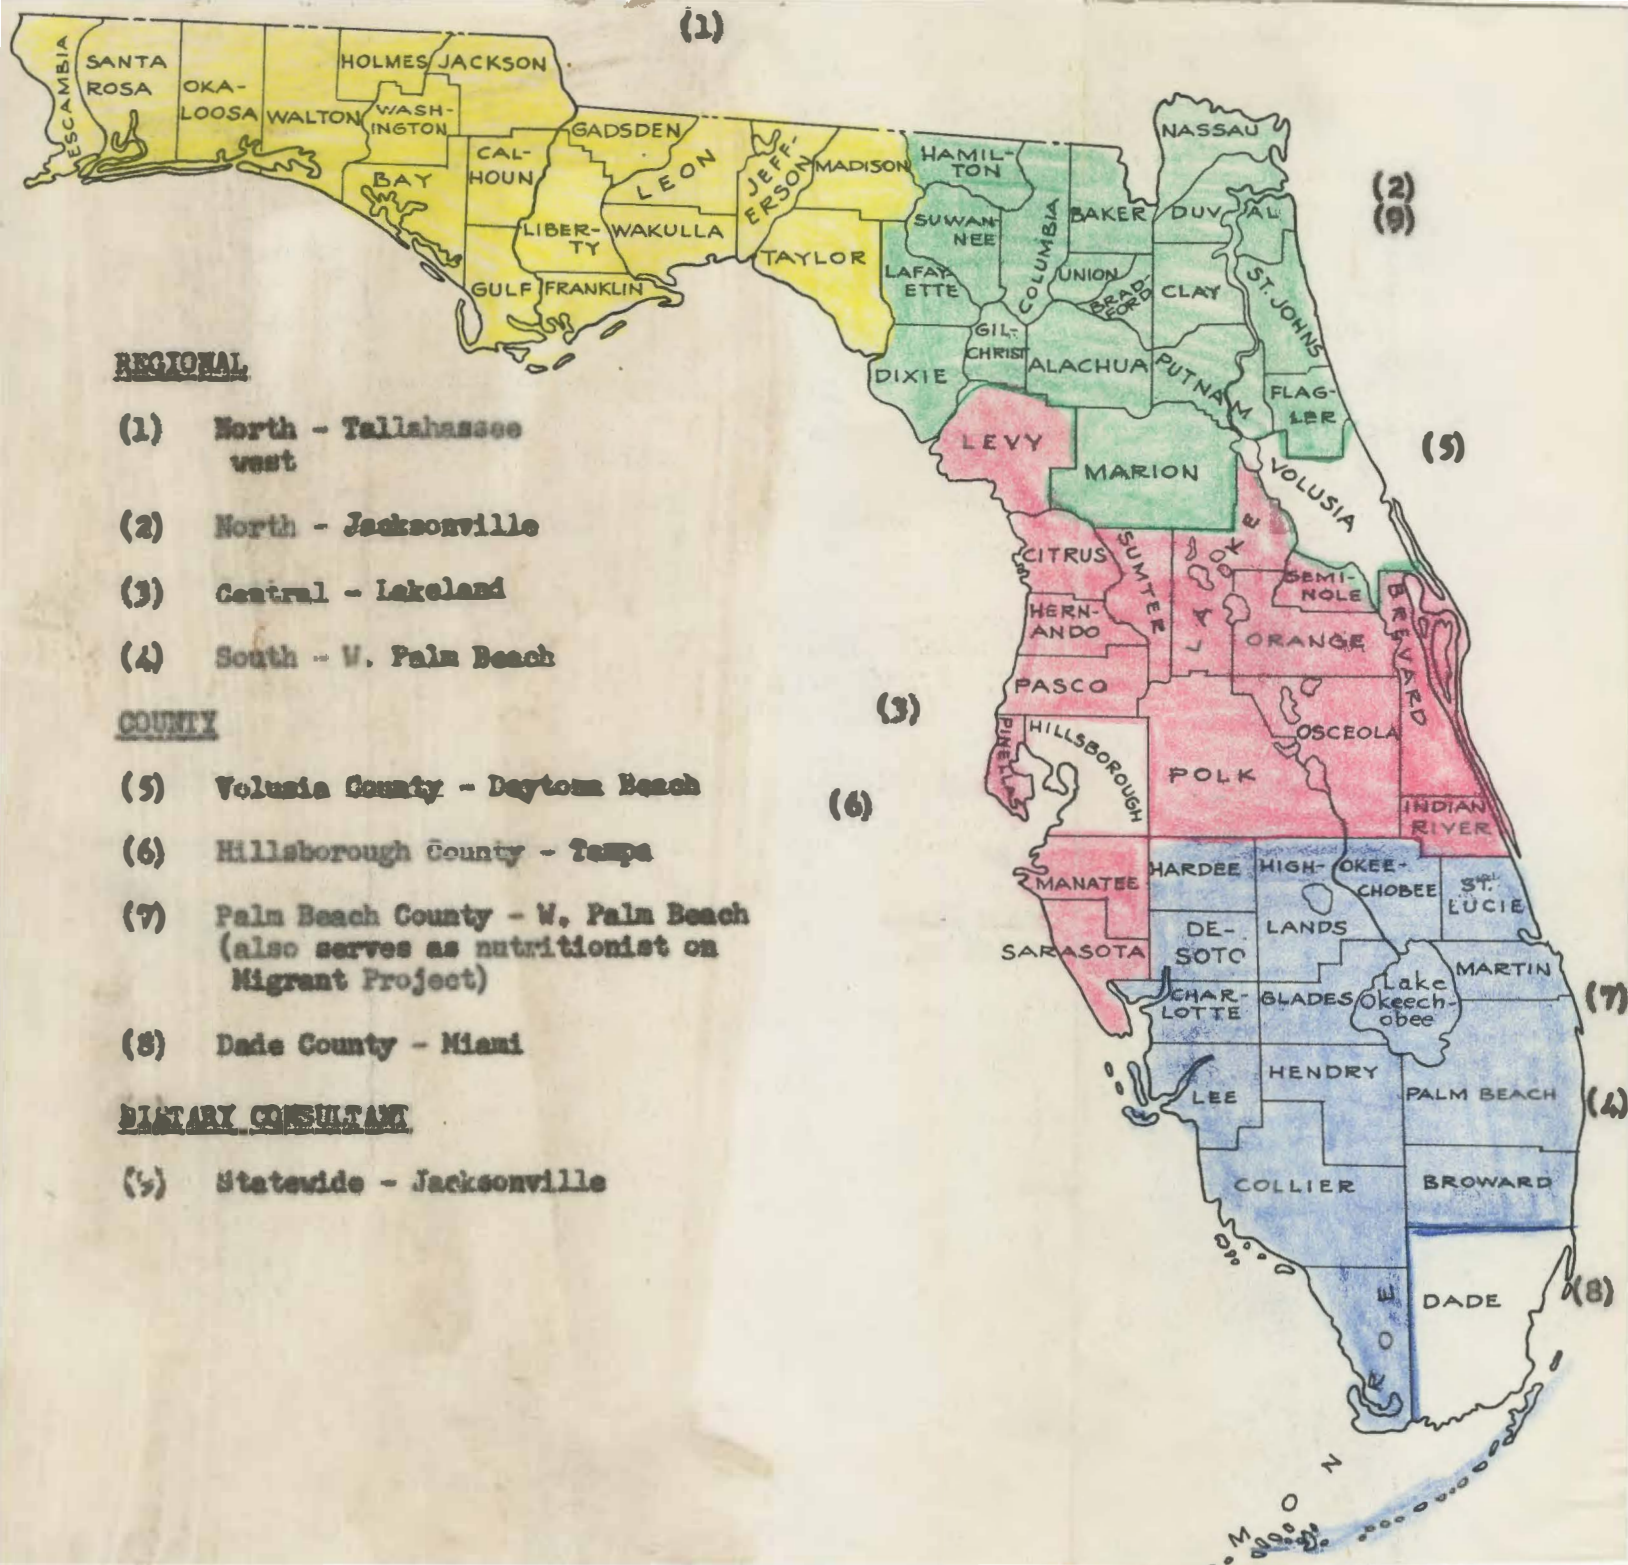 (1)
ESCAMBIA
SANTA
ROSA
OKA-
LOOSA
WALTON
HOLMES
JACKSON
WASH-
INGTON
BAY
CAL-
HOUN
GULF
GADSDEN
LIBER-
TY
FRANKLIN
LEON
WAKULLA
JEFF-
ERSON
MADISON
TAYLOR
HAMIL-
TON
SUWAN-
NEE
LAFAY-
ETTE
DIXIE
COLUMBIA
GIL-
CHRIST
BAKER
UNION
BRAD-
FORD
ALACHUA
NASSAU
DUVAL
CLAY
ST. JOHNS
PUTNAM
FLAG-
LER
(2)
(9)
LEVY
MARION
VOLUSIA
(5)
CITRUS
SUMTER
LAKE
SEMI-
NOLE
HERN-
ANDO
ORANGE
BREVARD
PASCO
(3)
PINELLAS
HILLSBOROUGH
POLK
OSCEOLA
(6)
INDIAN
RIVER
MANATEE
HARDEE
HIGH-
LANDS
OKEE-
CHOBEE
ST.
LUCIE
SARASOTA
DE-
SOTO
MARTIN
CHAR-
LOTTE
GLADES
Lake
Okeech-
obee
(7)
LEE
HENDRY
PALM BEACH
(4)
COLLIER
BROWARD
DADE
(8)
MONROE
REGIONAL
(1) North - Tallahassee
west
(2) North - Jacksonville
(3) Central - Lakeland
(4) South - W. Palm Beach
COUNTY
(5) Volusia County - Daytona Beach
(6) Hillsborough County - Tampa
(7) Palm Beach County - W. Palm Beach
(also serves as nutritionist on
Migrant Project)
(8) Dade County - Miami
DIETARY CONSULTANT
(9) Statewide - Jacksonville